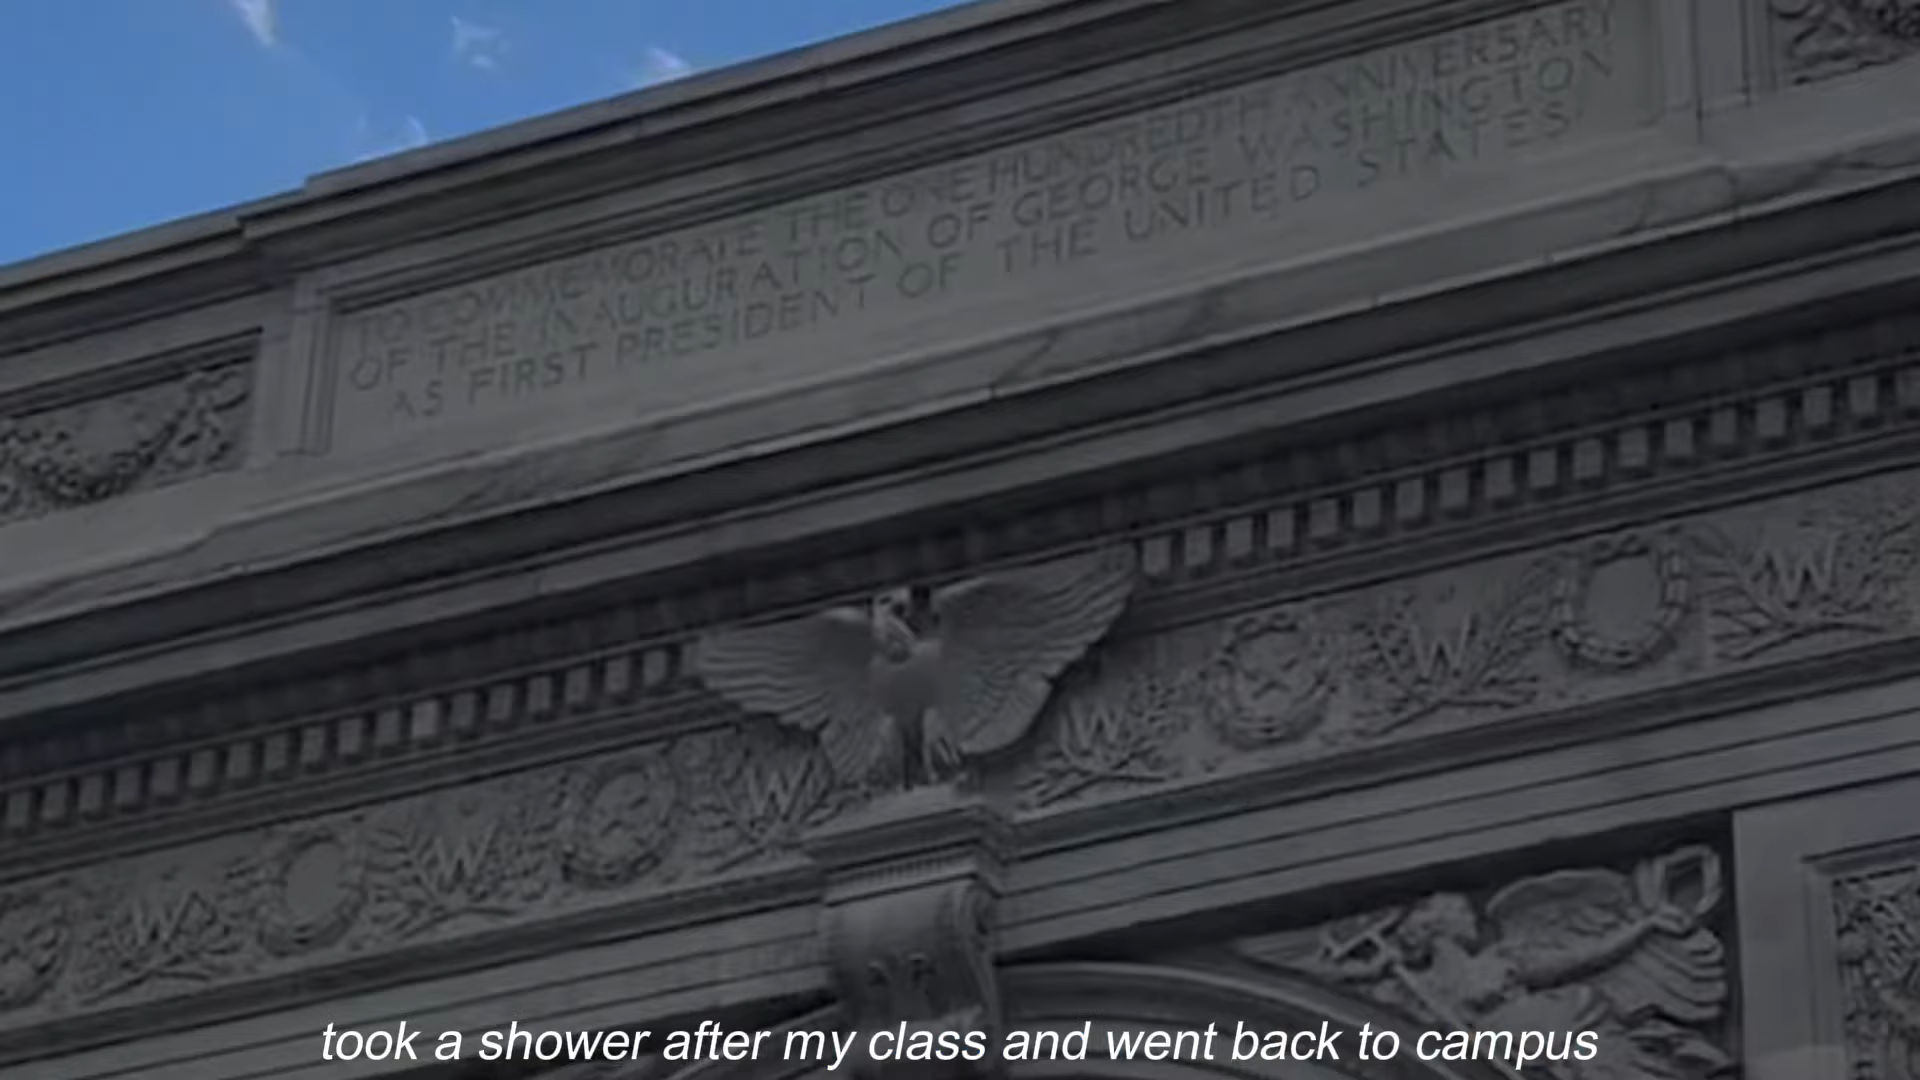 TO COMMEMORATE THE ONE HUNDREDTH ANNIVERSARY
OF THE INAUGURATION OF GEORGE WASHINGTON
AS FIRST PRESIDENT OF THE UNITED STATES
W W W W W W
took a shower after my class and went back to campus